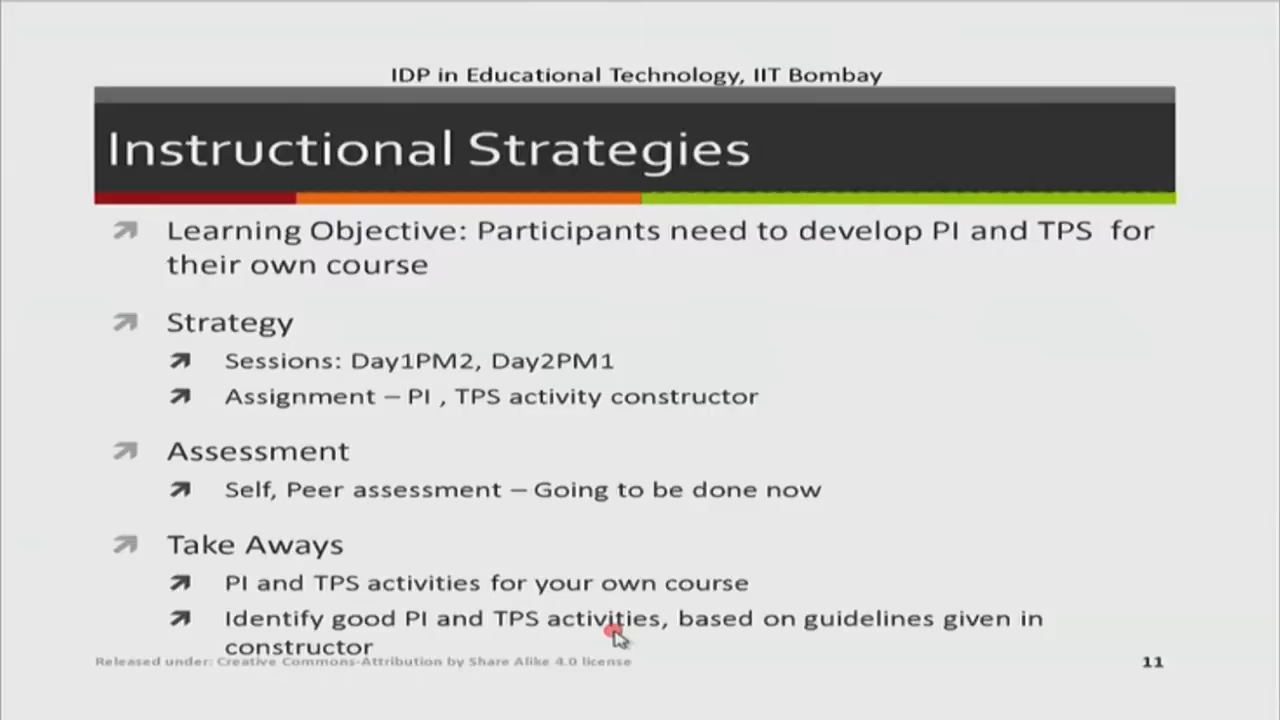 IDP in Educational Technology, IIT Bombay
Instructional Strategies
Learning Objective: Participants need to develop PI and TPS for
their own course
Strategy
Sessions: Day1PM2, Day2PM1
Assignment – PI , TPS activity constructor
Assessment
Self, Peer assessment – Going to be done now
Take Aways
PI and TPS activities for your own course
Identify good PI and TPS activities, based on guidelines given in
constructor
Released under: Creative Commons-Attribution by Share Alike 4.0 license
11